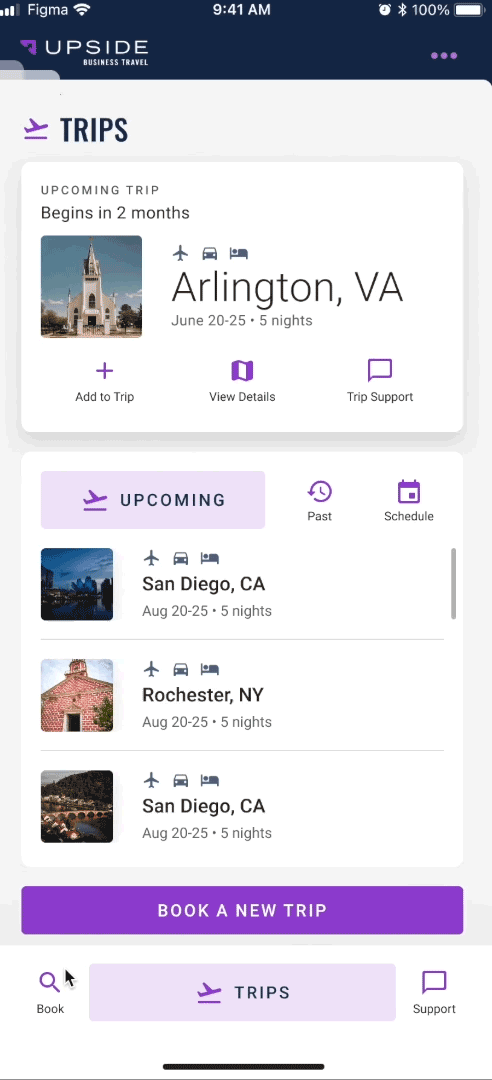 Figma 9:41 AM 100%
UPSIDE
BUSINESS TRAVEL
TRIPS
UPCOMING TRIP
Begins in 2 months
Arlington, VA
June 20-25 • 5 nights
Add to Trip View Details Trip Support
UPCOMING Past Schedule
San Diego, CA
Aug 20-25 • 5 nights
Rochester, NY
Aug 20-25 • 5 nights
San Diego, CA
Aug 20-25 • 5 nights
BOOK A NEW TRIP
Book TRIPS Support